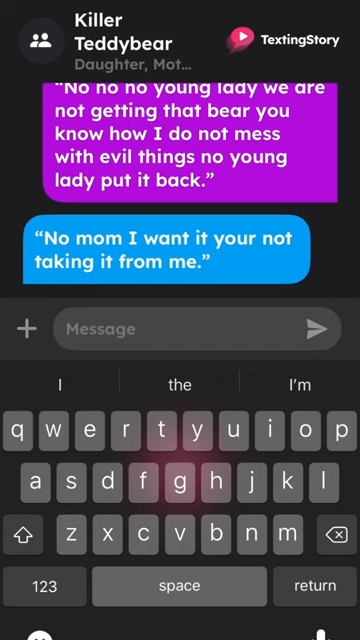 Killer
Teddybear
Daughter, Mot...
TextingStory
"No no no young lady we are
not getting that bear you
know how I do not mess
with evil things no young
lady put it back."
"No mom I want it your not
taking it from me."
Message
I the I'm
q w e r t y u i o p
a s d f g h j k l
z x c v b n m
123 space return